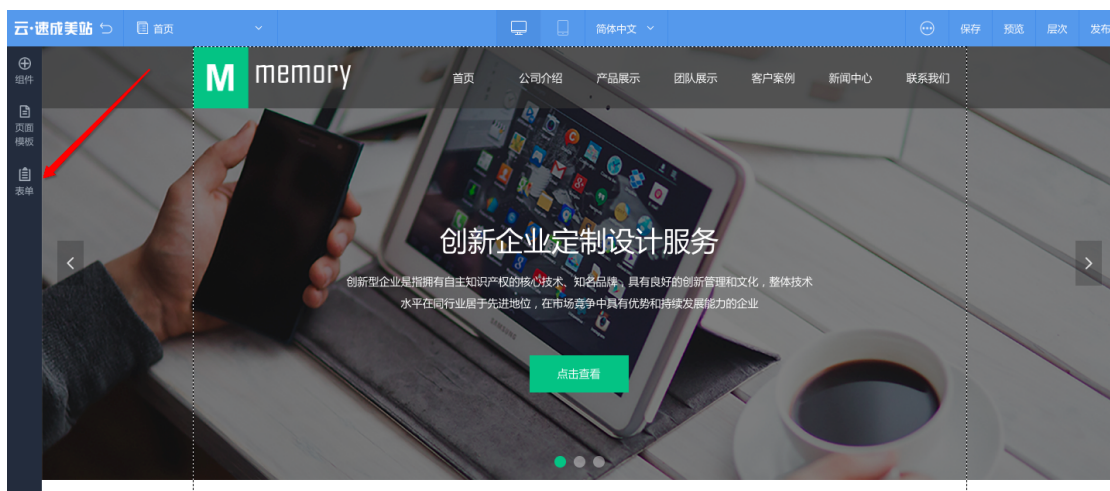 云·速成美站
首页
简体中文
保存
预览
层次
发布
组件
页面
模板
表单
M memory
首页 公司介绍 产品展示 团队展示 客户案例 新闻中心 联系我们
创新企业定制设计服务
创新型企业是指拥有自主知识产权的核心技术、知名品牌，具有良好的创新管理和文化，整体技术
水平在同行业居于先进地位，在市场竞争中具有优势和持续发展能力的企业
SAMSUNG
点击查看